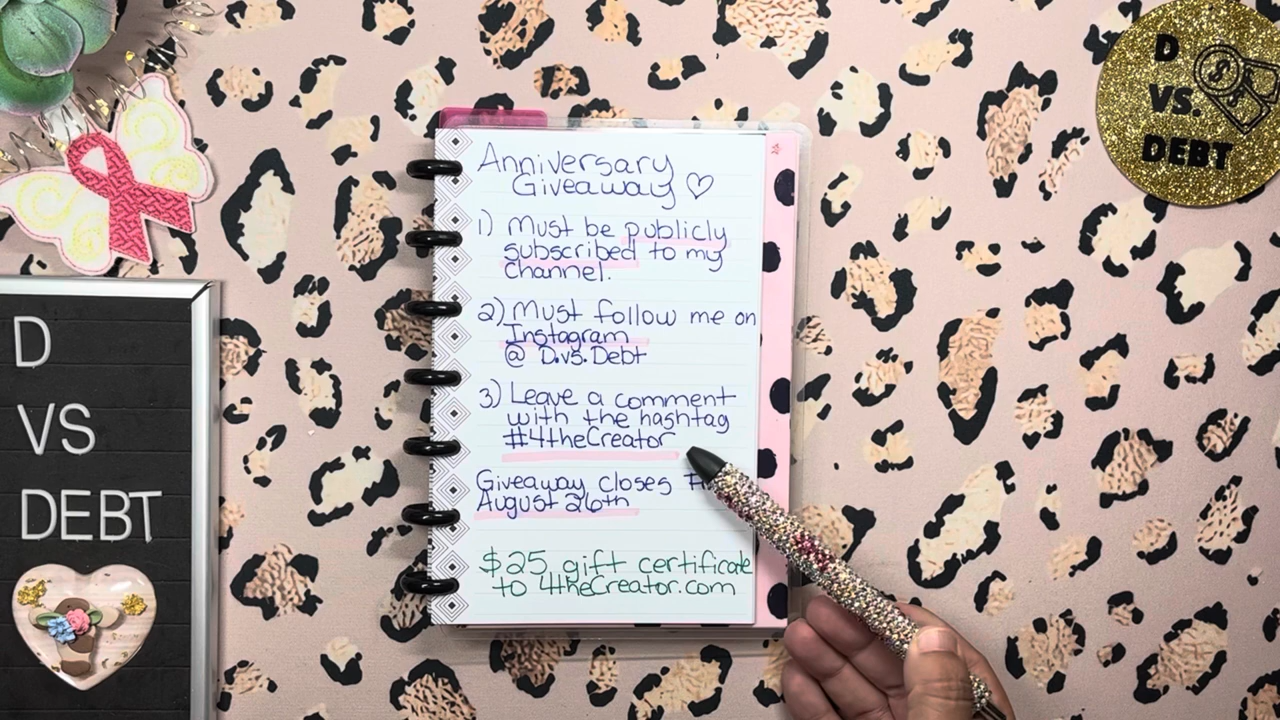 D
VS.
DEBT
Anniversary
Giveaway
1) Must be publicly
subscribed to my
channel.
2) Must follow me on
Instagram
@ D.vs.Debt
3) Leave a comment
with the hashtag
#4theCreator
Giveaway closes
August 26th
$25 gift certificate
to 4theCreator.com
D
VS
DEBT